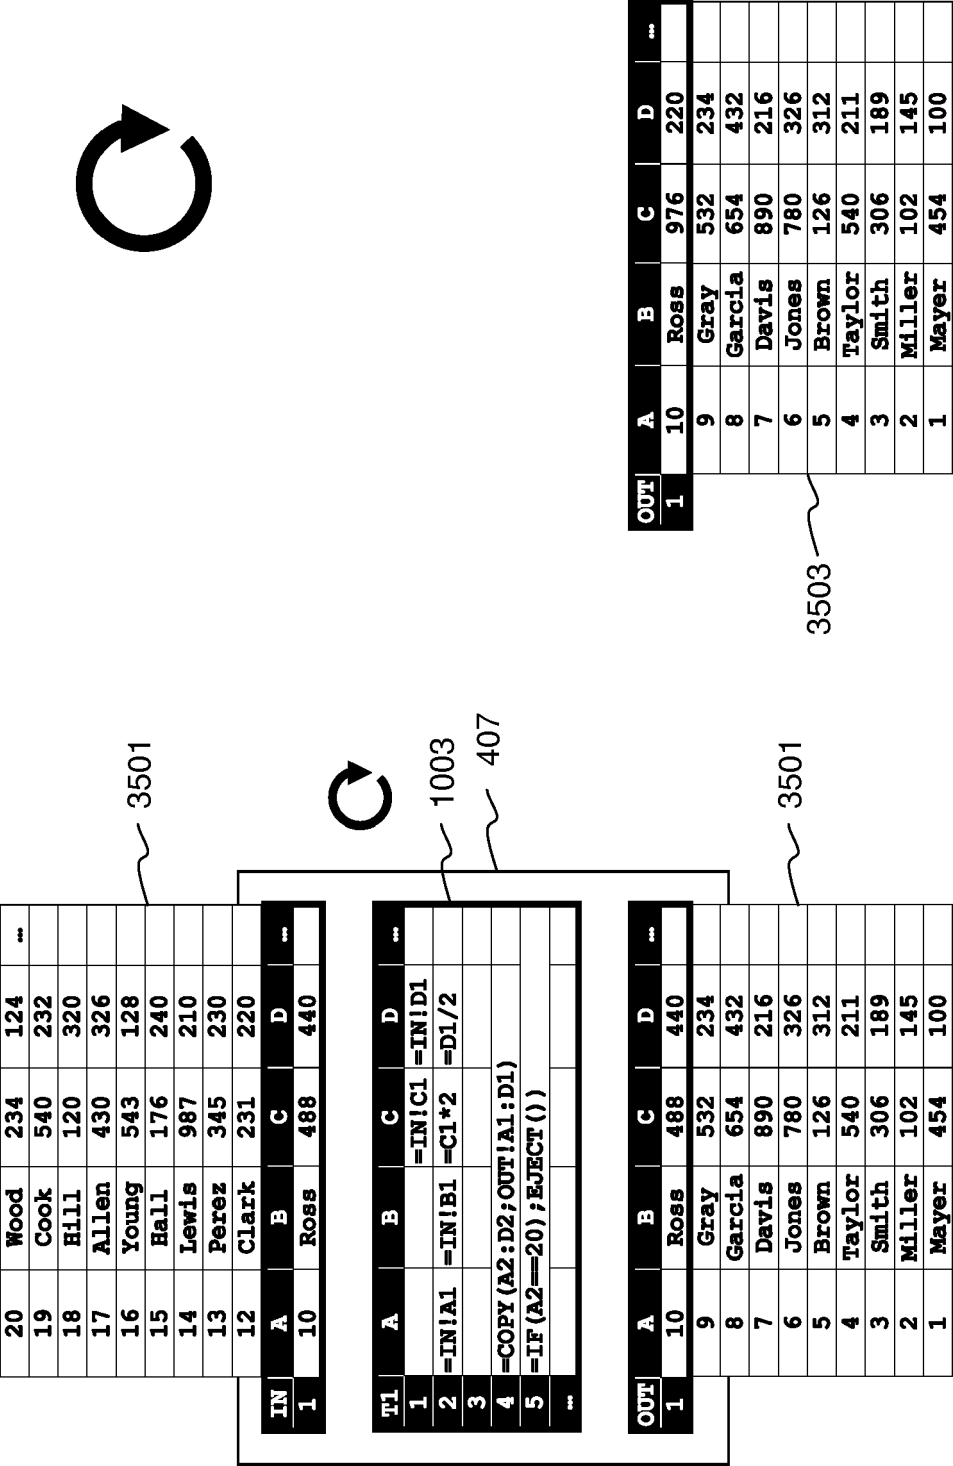 20 Wood 234 124 ...
19 Cook 540 232
18 Hill 120 320
17 Allen 430 326
16 Young 543 128
3501
15 Hall 176 240
14 Lewis 987 210
13 Perez 345 230
12 Clark 231 220
IN A B C D ...
1 10 Ross 488 440
T1 A B C D ...
1 =IN!C1 =IN!D1
2 =IN!A1 =IN!B1 =C1*2 =D1/2
1003
3
4 =COPY(A2:D2;OUT!A1:D1)
407
5 =IF(A2==20);EJECT())
...
OUT A B C D ...
1 10 Ross 488 440
9 Gray 532 234
8 Garcia 654 432
7 Davis 890 216
6 Jones 780 326
3501
5 Brown 126 312
4 Taylor 540 211
3 Smith 306 189
2 Miller 102 145
1 Mayer 454 100
OUT A B C D ...
1 10 Ross 976 220
9 Gray 532 234
8 Garcia 654 432
7 Davis 890 216
6 Jones 780 326
3503
5 Brown 126 312
4 Taylor 540 211
3 Smith 306 189
2 Miller 102 145
1 Mayer 454 100